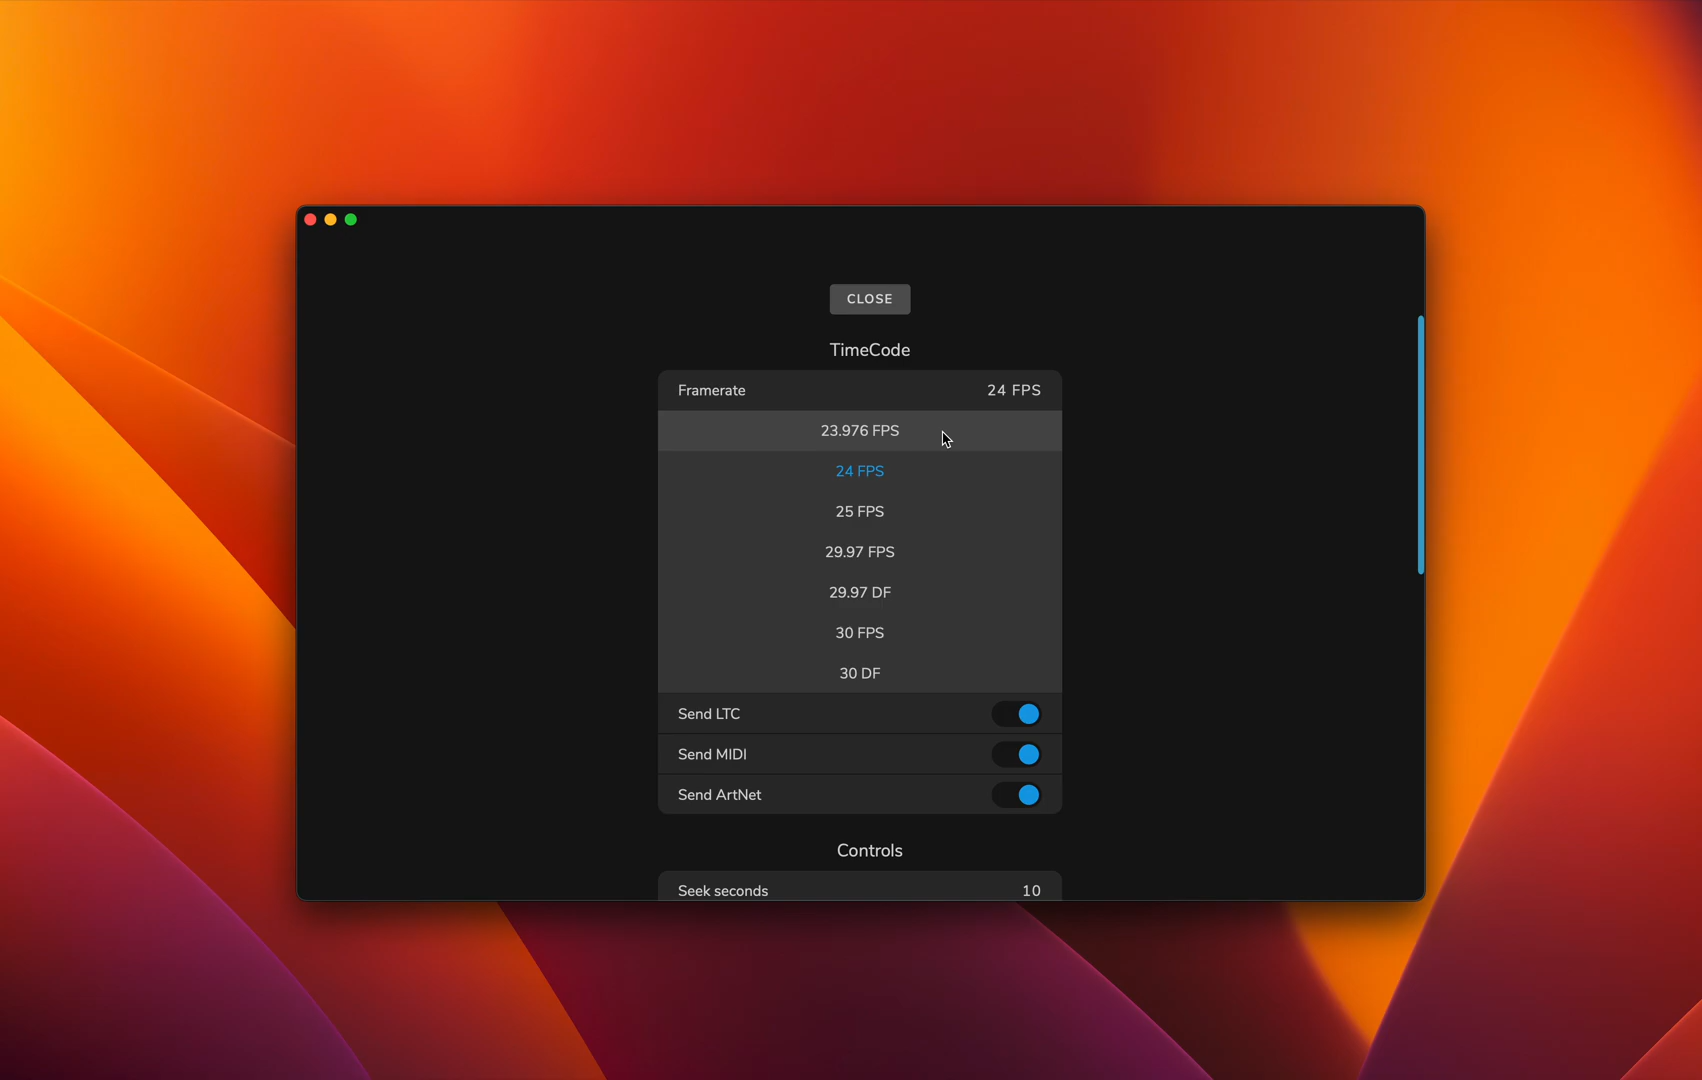 CLOSE
TimeCode
Framerate 24 FPS
23.976 FPS
24 FPS
25 FPS
29.97 FPS
29.97 DF
30 FPS
30 DF
Send LTC
Send MIDI
Send ArtNet
Controls
Seek seconds 10